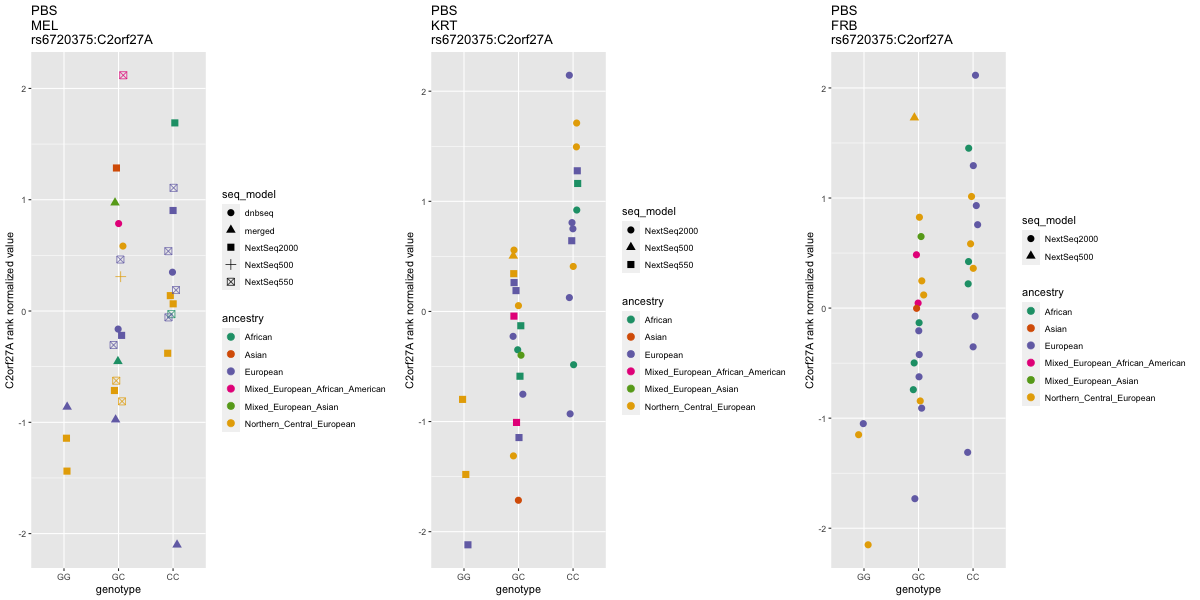 PBS
MEL
rs6720375:C2orf27A
C2orf27A rank normalized value
2
1
0
-1
-2
GG
GC
CC
genotype
seq_model
dnbseq
merged
NextSeq2000
NextSeq500
NextSeq550
ancestry
African
Asian
European
Mixed_European_African_American
Mixed_European_Asian
Northern_Central_European
PBS
KRT
rs6720375:C2orf27A
C2orf27A rank normalized value
2
1
0
-1
-2
GG
GC
CC
genotype
seq_model
NextSeq2000
NextSeq500
NextSeq550
ancestry
African
Asian
European
Mixed_European_African_American
Mixed_European_Asian
Northern_Central_European
PBS
FRB
rs6720375:C2orf27A
C2orf27A rank normalized value
2
1
0
-1
-2
GG
GC
CC
genotype
seq_model
NextSeq2000
NextSeq500
ancestry
African
Asian
European
Mixed_European_African_American
Mixed_European_Asian
Northern_Central_European